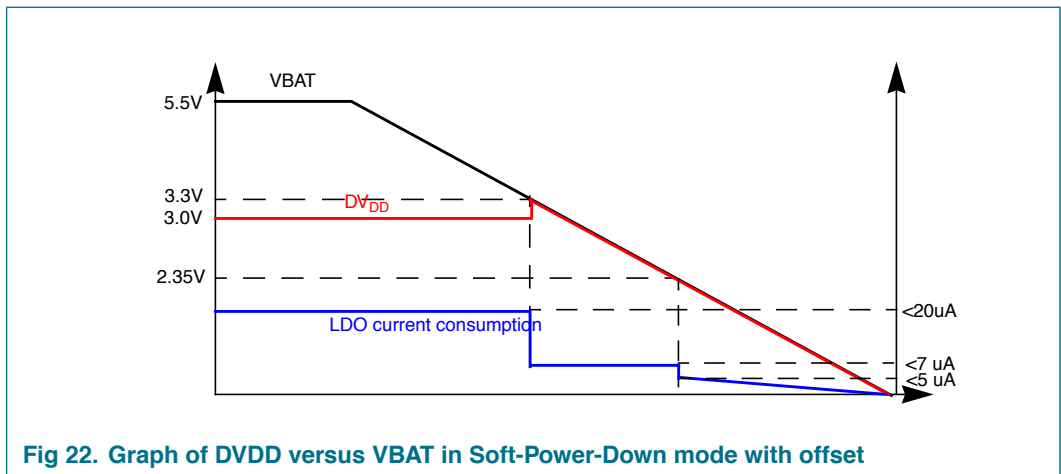 VBAT
5.5V
3.3V
DVDD
3.0V
2.35V
LDO current consumption
<20uA
<7 uA
<5 uA
Fig 22. Graph of DVDD versus VBAT in Soft-Power-Down mode with offset